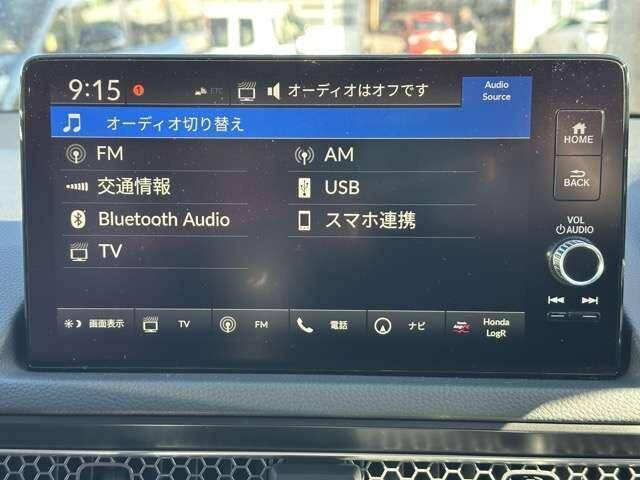 9:15 1 ETC オーディオはオフです Audio Source
オーディオ切り替え
FM AM
交通情報 USB
Bluetooth Audio スマホ連携
TV
画面表示 TV FM 電話 ナビ Honda LogR
HOME
BACK
VOL
AUDIO